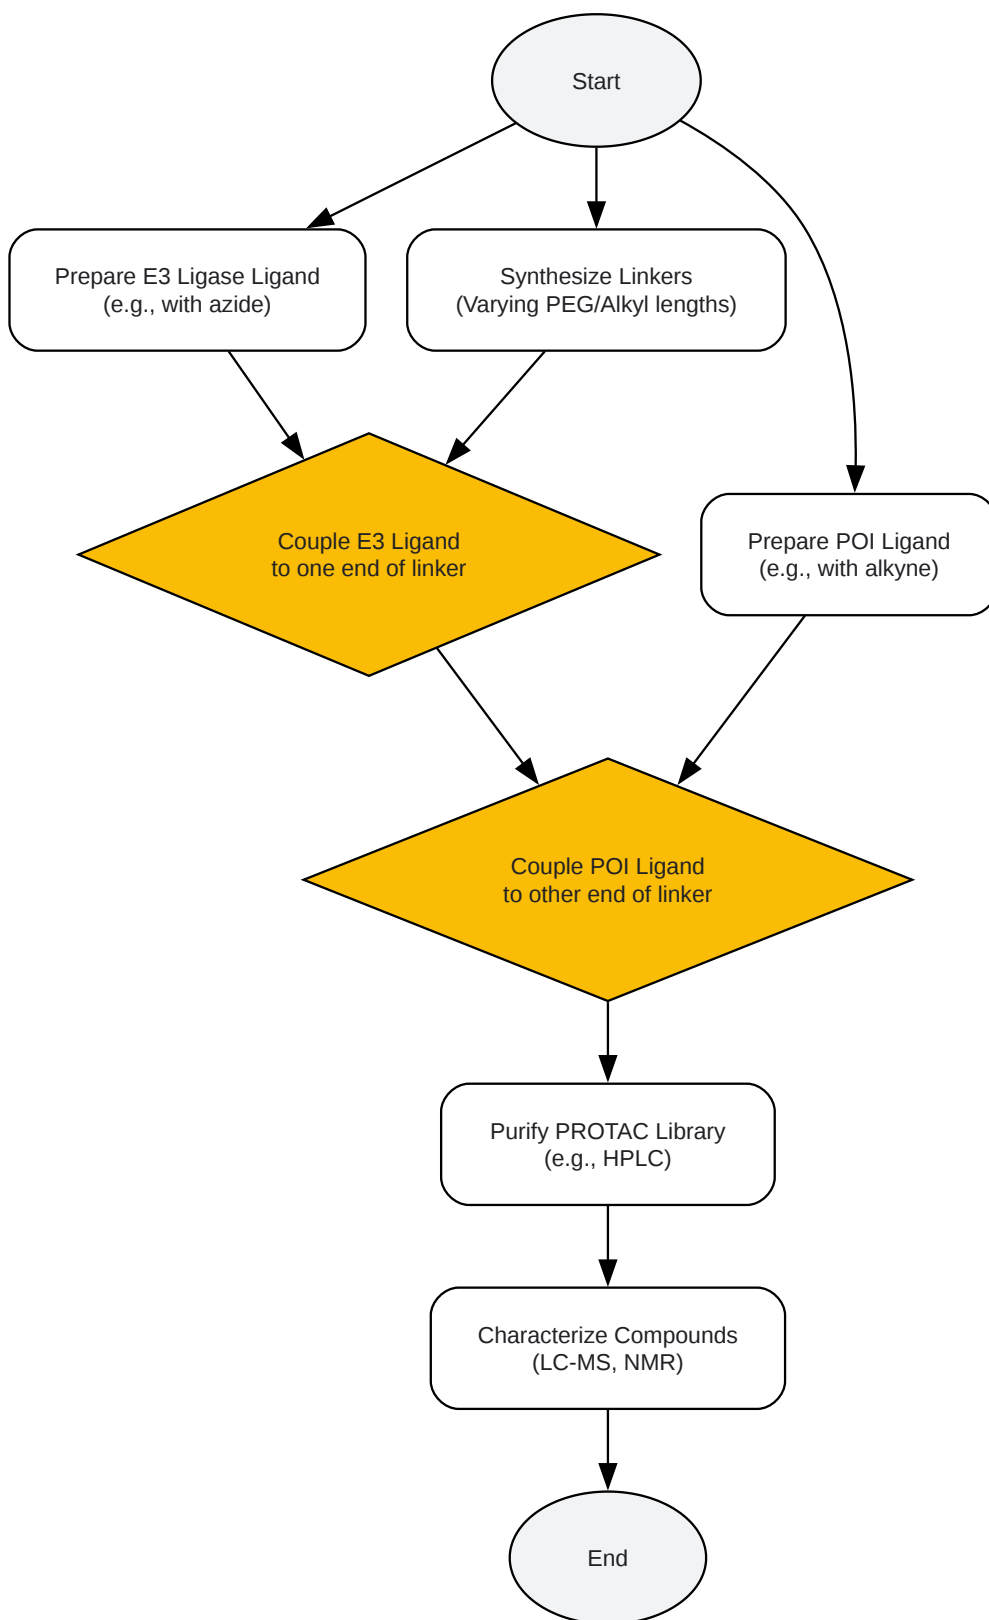 Start
Prepare E3 Ligase Ligand
(e.g., with azide)
Synthesize Linkers
(Varying PEG/Alkyl lengths)
Couple E3 Ligand
to one end of linker
Prepare POI Ligand
(e.g., with alkyne)
Couple POI Ligand
to other end of linker
Purify PROTAC Library
(e.g., HPLC)
Characterize Compounds
(LC-MS, NMR)
End